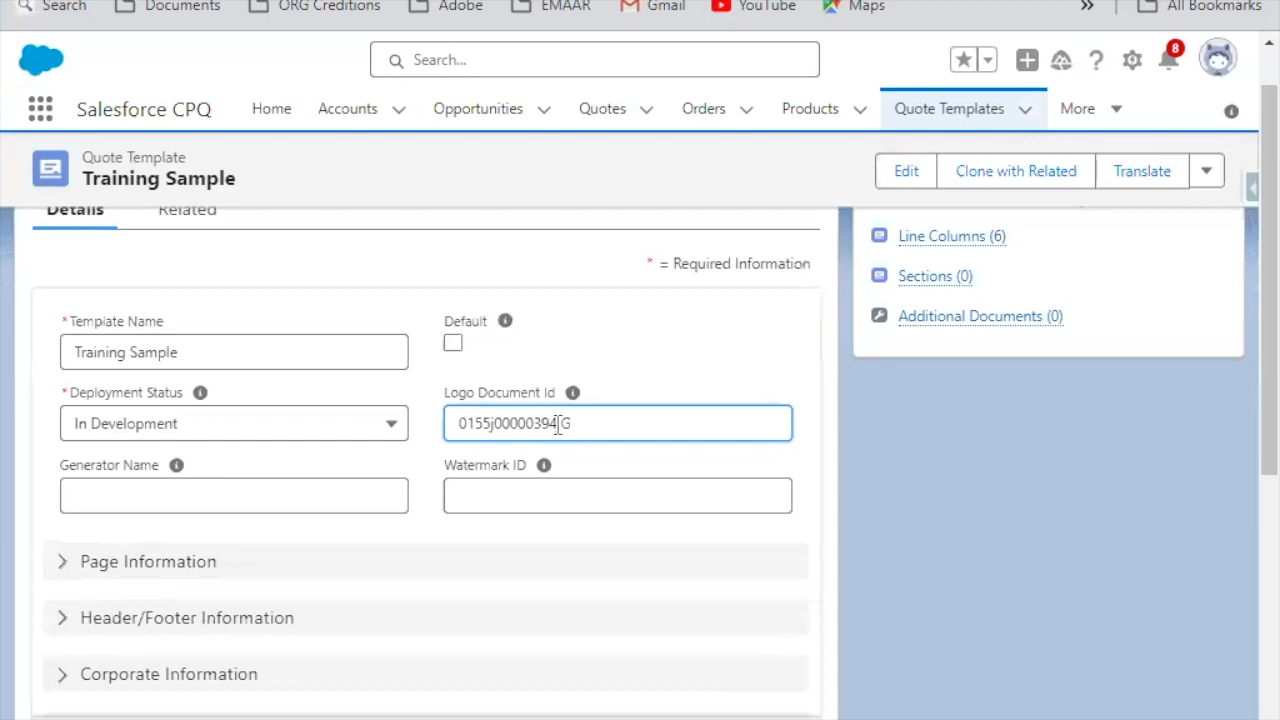 Search Documents ORG Creditions Adobe EMAAR Gmail YouTube Maps » All Bookmarks
Search... 8
Salesforce CPQ Home Accounts Opportunities Quotes Orders Products Quote Templates More
Quote Template
Training Sample
Edit Clone with Related Translate
Details Related
Line Columns (6)
Sections (0)
Additional Documents (0)
* = Required Information
*Template Name Default
Training Sample
*Deployment Status Logo Document Id
In Development
Generator Name Watermark ID
Page Information
Header/Footer Information
Corporate Information